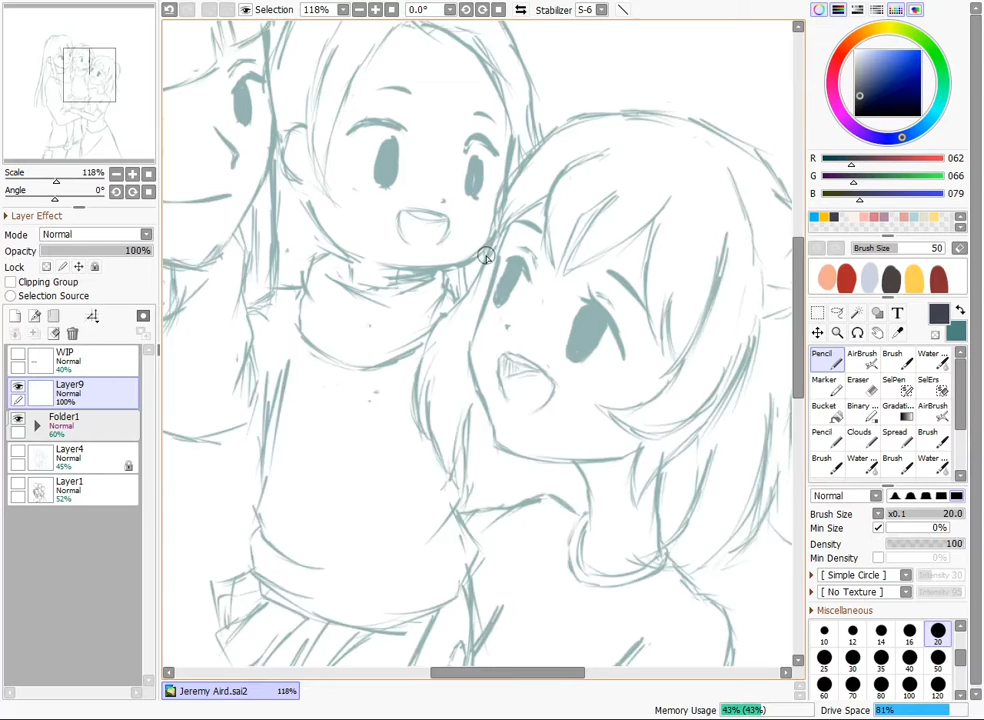 Selection 118% 0.0° Stabilizer S-6
Scale 118%
Angle 0°
Layer Effect
Mode Normal
Opacity 100%
Lock
Clipping Group
Selection Source
WIP
Normal
40%
Layer9
Normal
100%
Folder1
Normal
60%
Layer4
Normal
45%
Layer1
Normal
52%
Jeremy Aird.sai2 118%
R 062
G 066
B 079
Brush Size 50
T
Pencil AirBrush Brush Water ...
Marker Eraser SelPen SelErs
Bucket Binary ... Gradati... AirBrush
Pencil Clouds Spread Brush
Brush Water ... Brush Water ...
Normal
Brush Size x0.1 20.0
Min Size 0%
Density 100
Min Density 0%
[ Simple Circle ] Intensity 30
[ No Texture ] Intensity 95
Miscellaneous
10 12 14 16 20
25 30 35 40 50
60 70 80 100 120
Memory Usage 43% (43%) Drive Space 81%